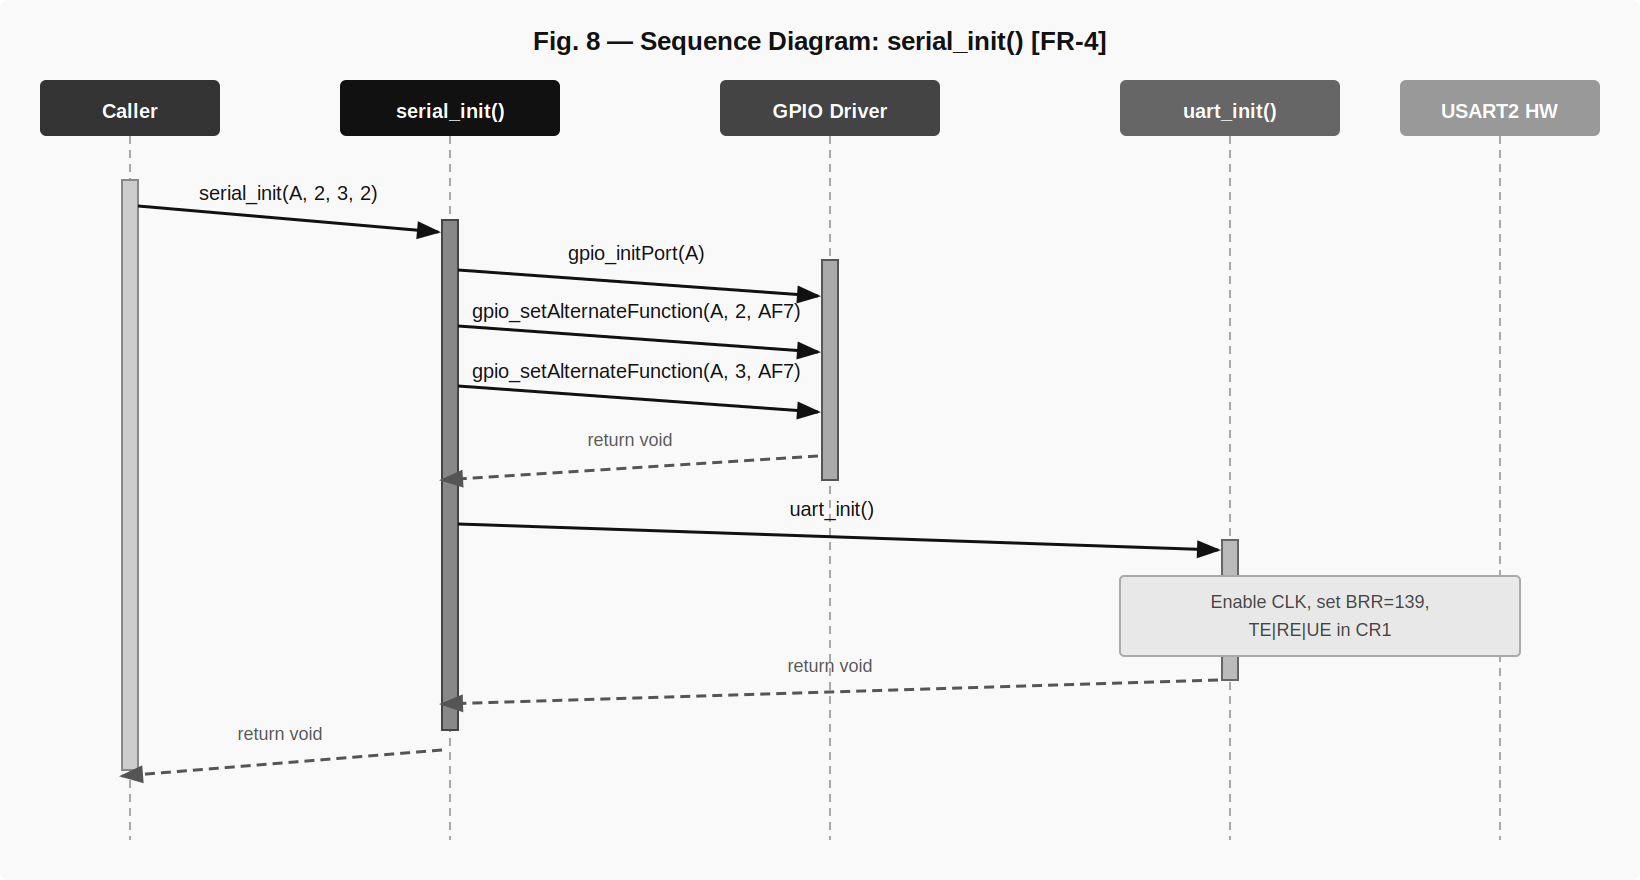 Fig. 8 — Sequence Diagram: serial_init() [FR-4]
Caller
serial_init()
GPIO Driver
uart_init()
USART2 HW
serial_init(A, 2, 3, 2)
gpio_initPort(A)
gpio_setAlternateFunction(A, 2, AF7)
gpio_setAlternateFunction(A, 3, AF7)
return void
uart_init()
Enable CLK, set BRR=139,
TE|RE|UE in CR1
return void
return void